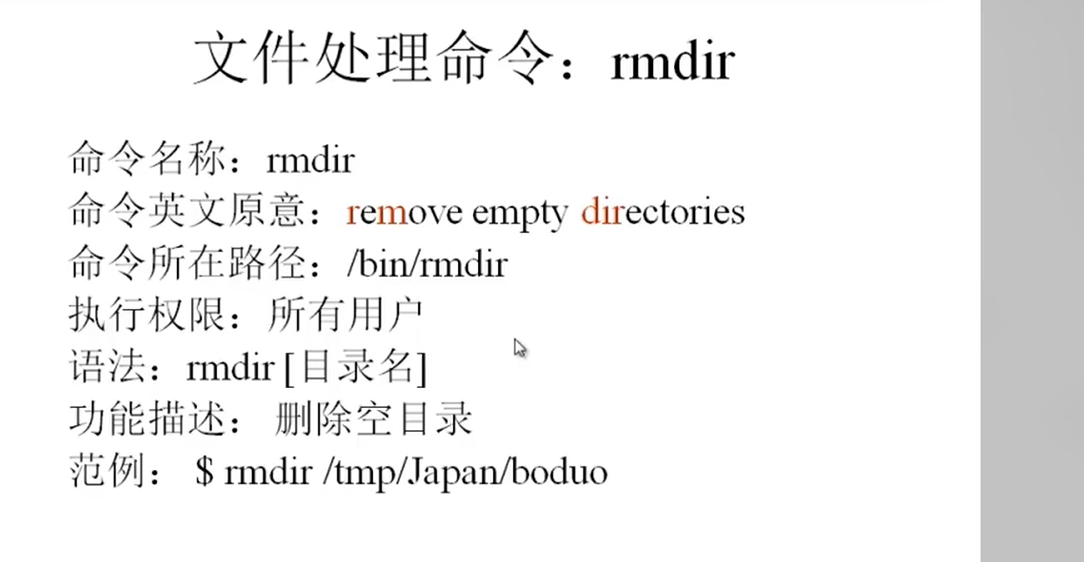 文件处理命令：rmdir
命令名称：rmdir
命令英文原意：remove empty directories
命令所在路径：/bin/rmdir
执行权限：所有用户
语法：rmdir [目录名]
功能描述： 删除空目录
范例： $ rmdir /tmp/Japan/boduo